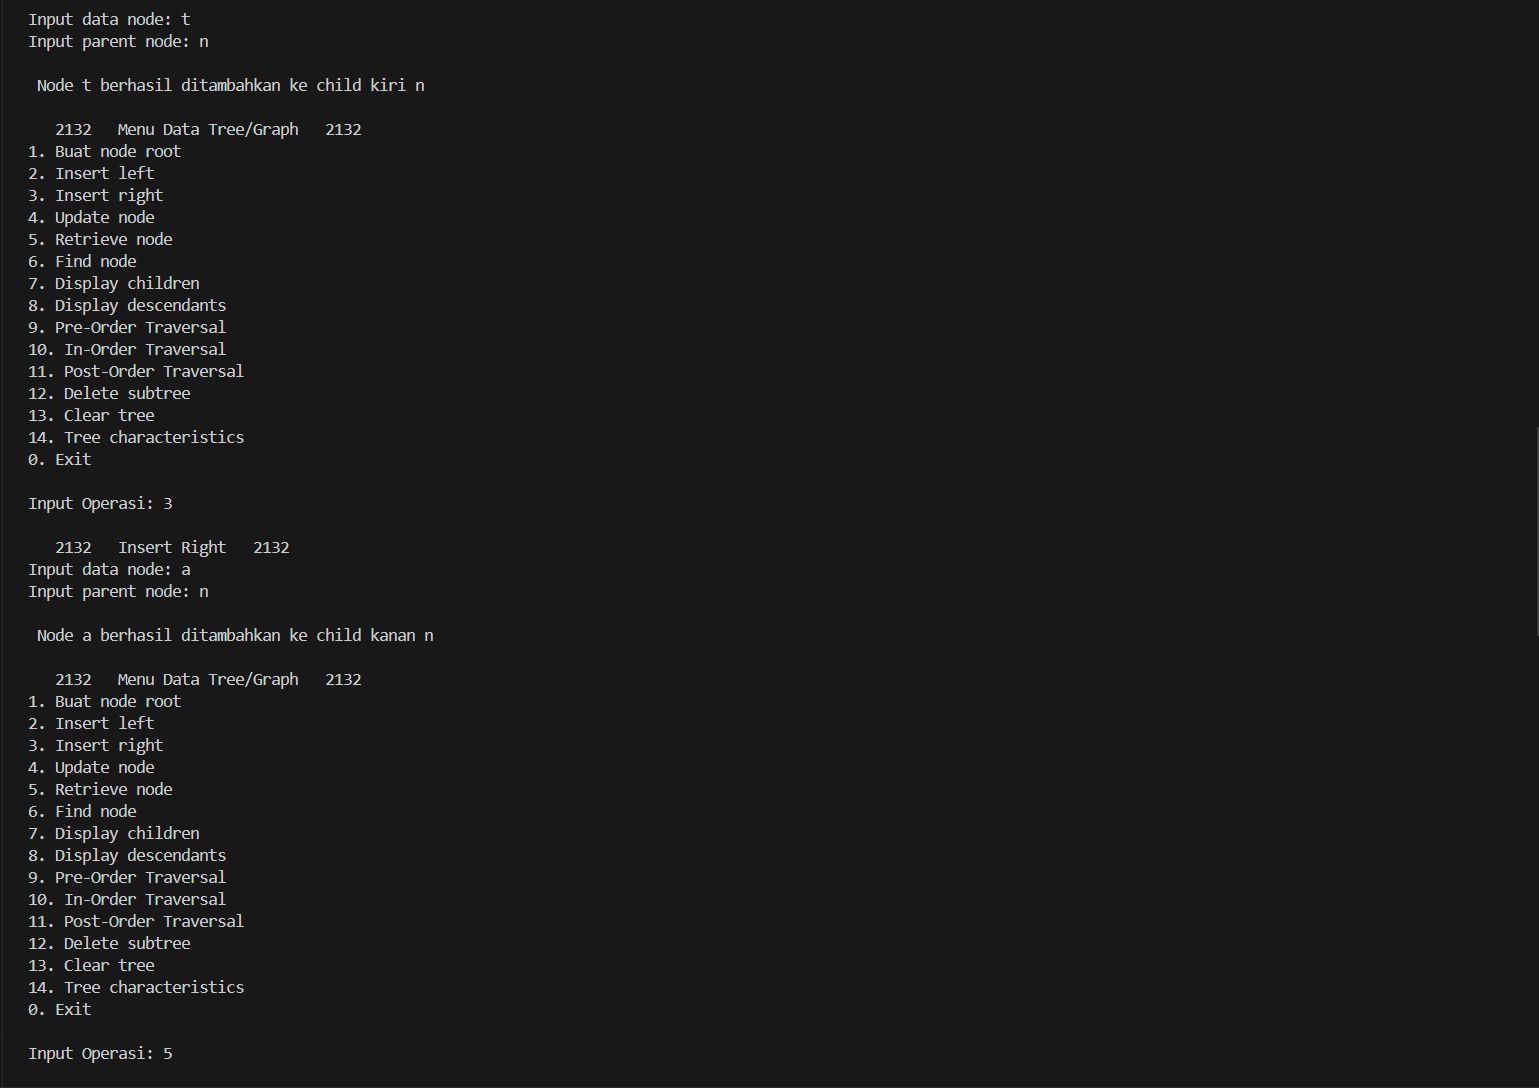 Input data node: t
Input parent node: n
Node t berhasil ditambahkan ke child kiri n
2132   Menu Data Tree/Graph   2132
1. Buat node root
2. Insert left
3. Insert right
4. Update node
5. Retrieve node
6. Find node
7. Display children
8. Display descendants
9. Pre-Order Traversal
10. In-Order Traversal
11. Post-Order Traversal
12. Delete subtree
13. Clear tree
14. Tree characteristics
0. Exit
Input Operasi: 3
2132   Insert Right   2132
Input data node: a
Input parent node: n
Node a berhasil ditambahkan ke child kanan n
2132   Menu Data Tree/Graph   2132
1. Buat node root
2. Insert left
3. Insert right
4. Update node
5. Retrieve node
6. Find node
7. Display children
8. Display descendants
9. Pre-Order Traversal
10. In-Order Traversal
11. Post-Order Traversal
12. Delete subtree
13. Clear tree
14. Tree characteristics
0. Exit
Input Operasi: 5